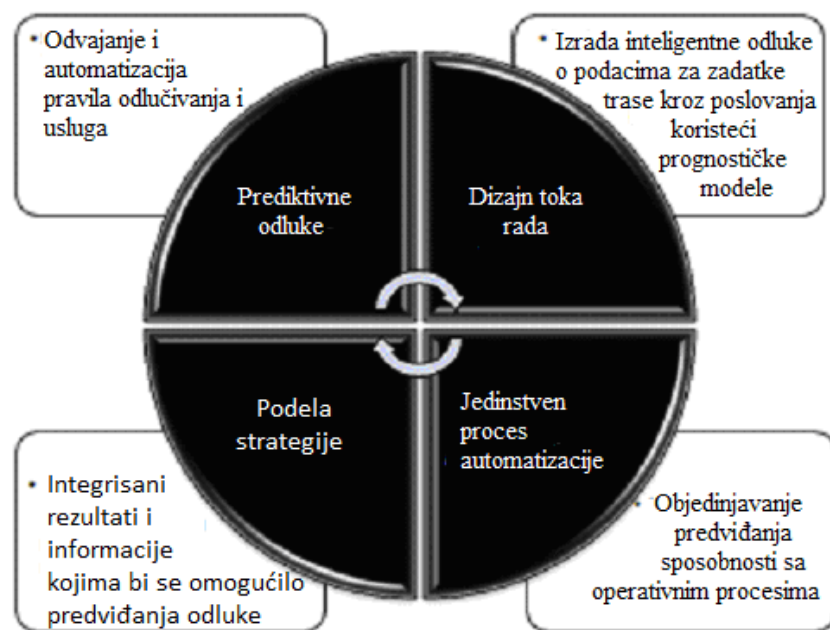 • Odvajanje i
automatizacija
pravila odlučivanja i
usluga
• Izrada inteligentne odluke
o podacima za zadatke
trase kroz poslovanja
koristeći
prognostičke
modele
Prediktivne
odluke
Dizajn toka
rada
Podela
strategije
Jedinstven
proces
automatizacije
• Integrisani
rezultati i
informacije
kojima bi se omogućilo
predviđanja odluke
• Objedinjavanje
predviđanja
sposobnosti sa
operativnim procesima